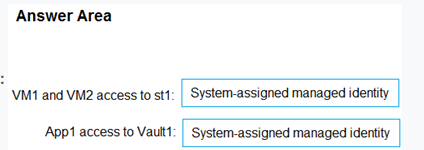 Answer Area
:
VM1 and VM2 access to st1: System-assigned managed identity
App1 access to Vault1: System-assigned managed identity